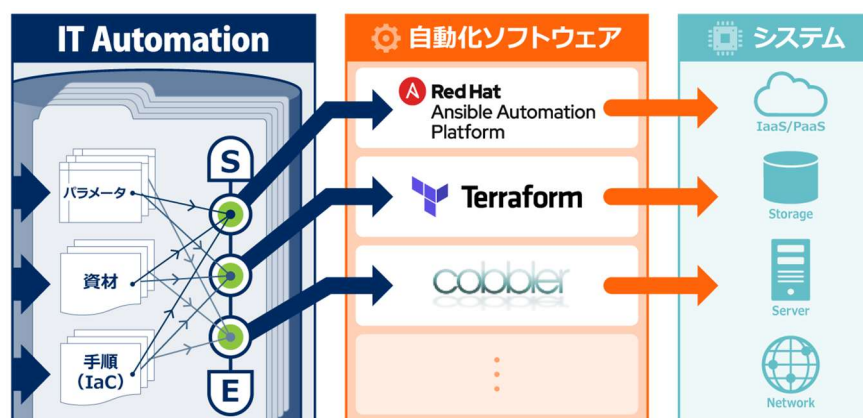 IT Automation
パラメータ
資材
手順
(IaC)
S
E
自動化ソフトウェア
A
Red Hat
Ansible Automation
Platform
Terraform
cobbler
システム
IaaS/PaaS
Storage
Server
Network